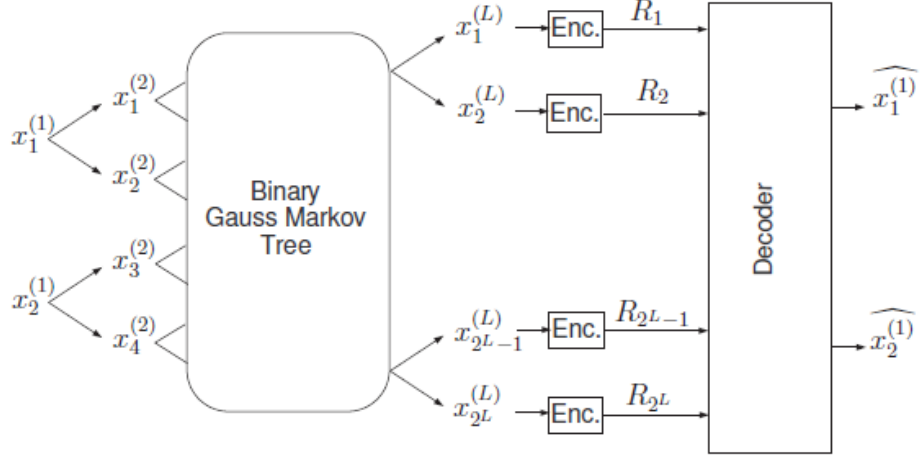 x_1^{(1)}
x_2^{(1)}
x_1^{(2)}
x_2^{(2)}
x_3^{(2)}
x_4^{(2)}
Binary
Gauss Markov
Tree
x_1^{(L)} Enc. R_1
x_2^{(L)} Enc. R_2
x_{2^L-1}^{(L)} Enc. R_{2^L-1}
x_{2^L}^{(L)} Enc. R_{2^L}
Decoder
\widehat{x_1^{(1)}}
\widehat{x_2^{(1)}}